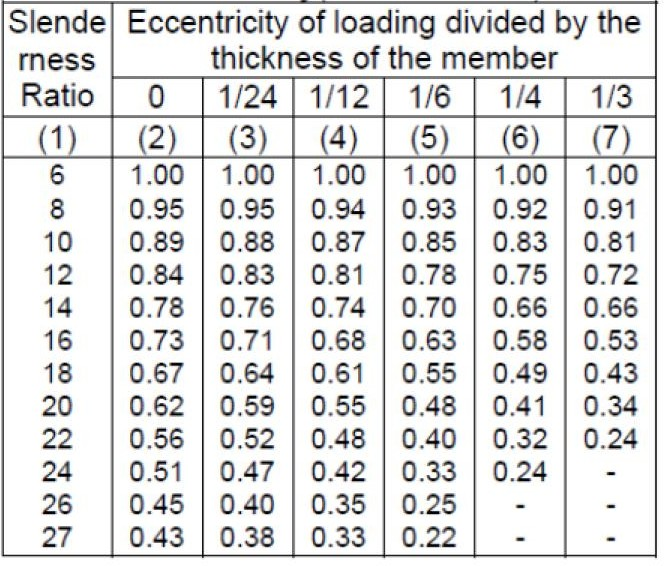 Slende Eccentricity of loading divided by the
rness thickness of the member
Ratio 0 1/24 1/12 1/6 1/4 1/3
(1) (2) (3) (4) (5) (6) (7)
6 1.00 1.00 1.00 1.00 1.00 1.00
8 0.95 0.95 0.94 0.93 0.92 0.91
10 0.89 0.88 0.87 0.85 0.83 0.81
12 0.84 0.83 0.81 0.78 0.75 0.72
14 0.78 0.76 0.74 0.70 0.66 0.66
16 0.73 0.71 0.68 0.63 0.58 0.53
18 0.67 0.64 0.61 0.55 0.49 0.43
20 0.62 0.59 0.55 0.48 0.41 0.34
22 0.56 0.52 0.48 0.40 0.32 0.24
24 0.51 0.47 0.42 0.33 0.24 -
26 0.45 0.40 0.35 0.25 - -
27 0.43 0.38 0.33 0.22 - -